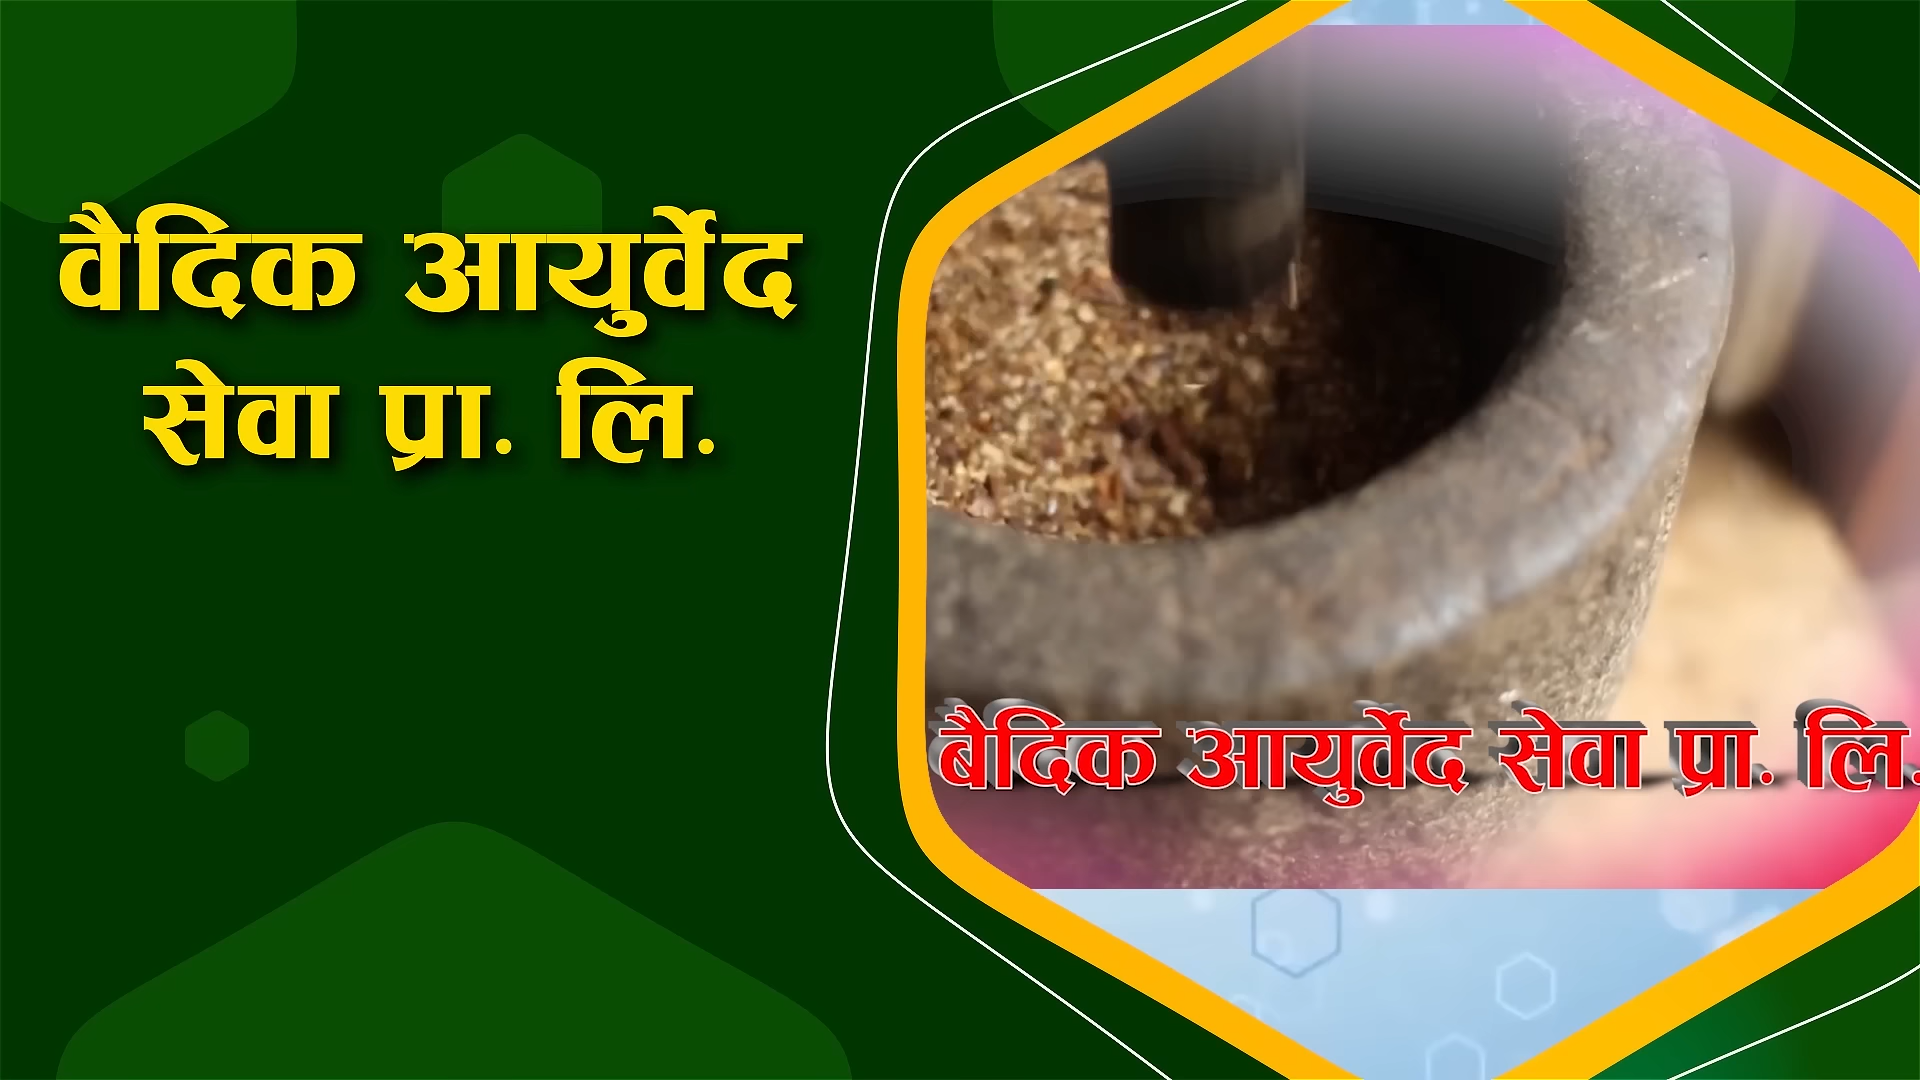 वैदिक आयुर्वेद
सेवा प्रा. लि.
बैदिक आयुर्वेद सेवा प्रा. लि.